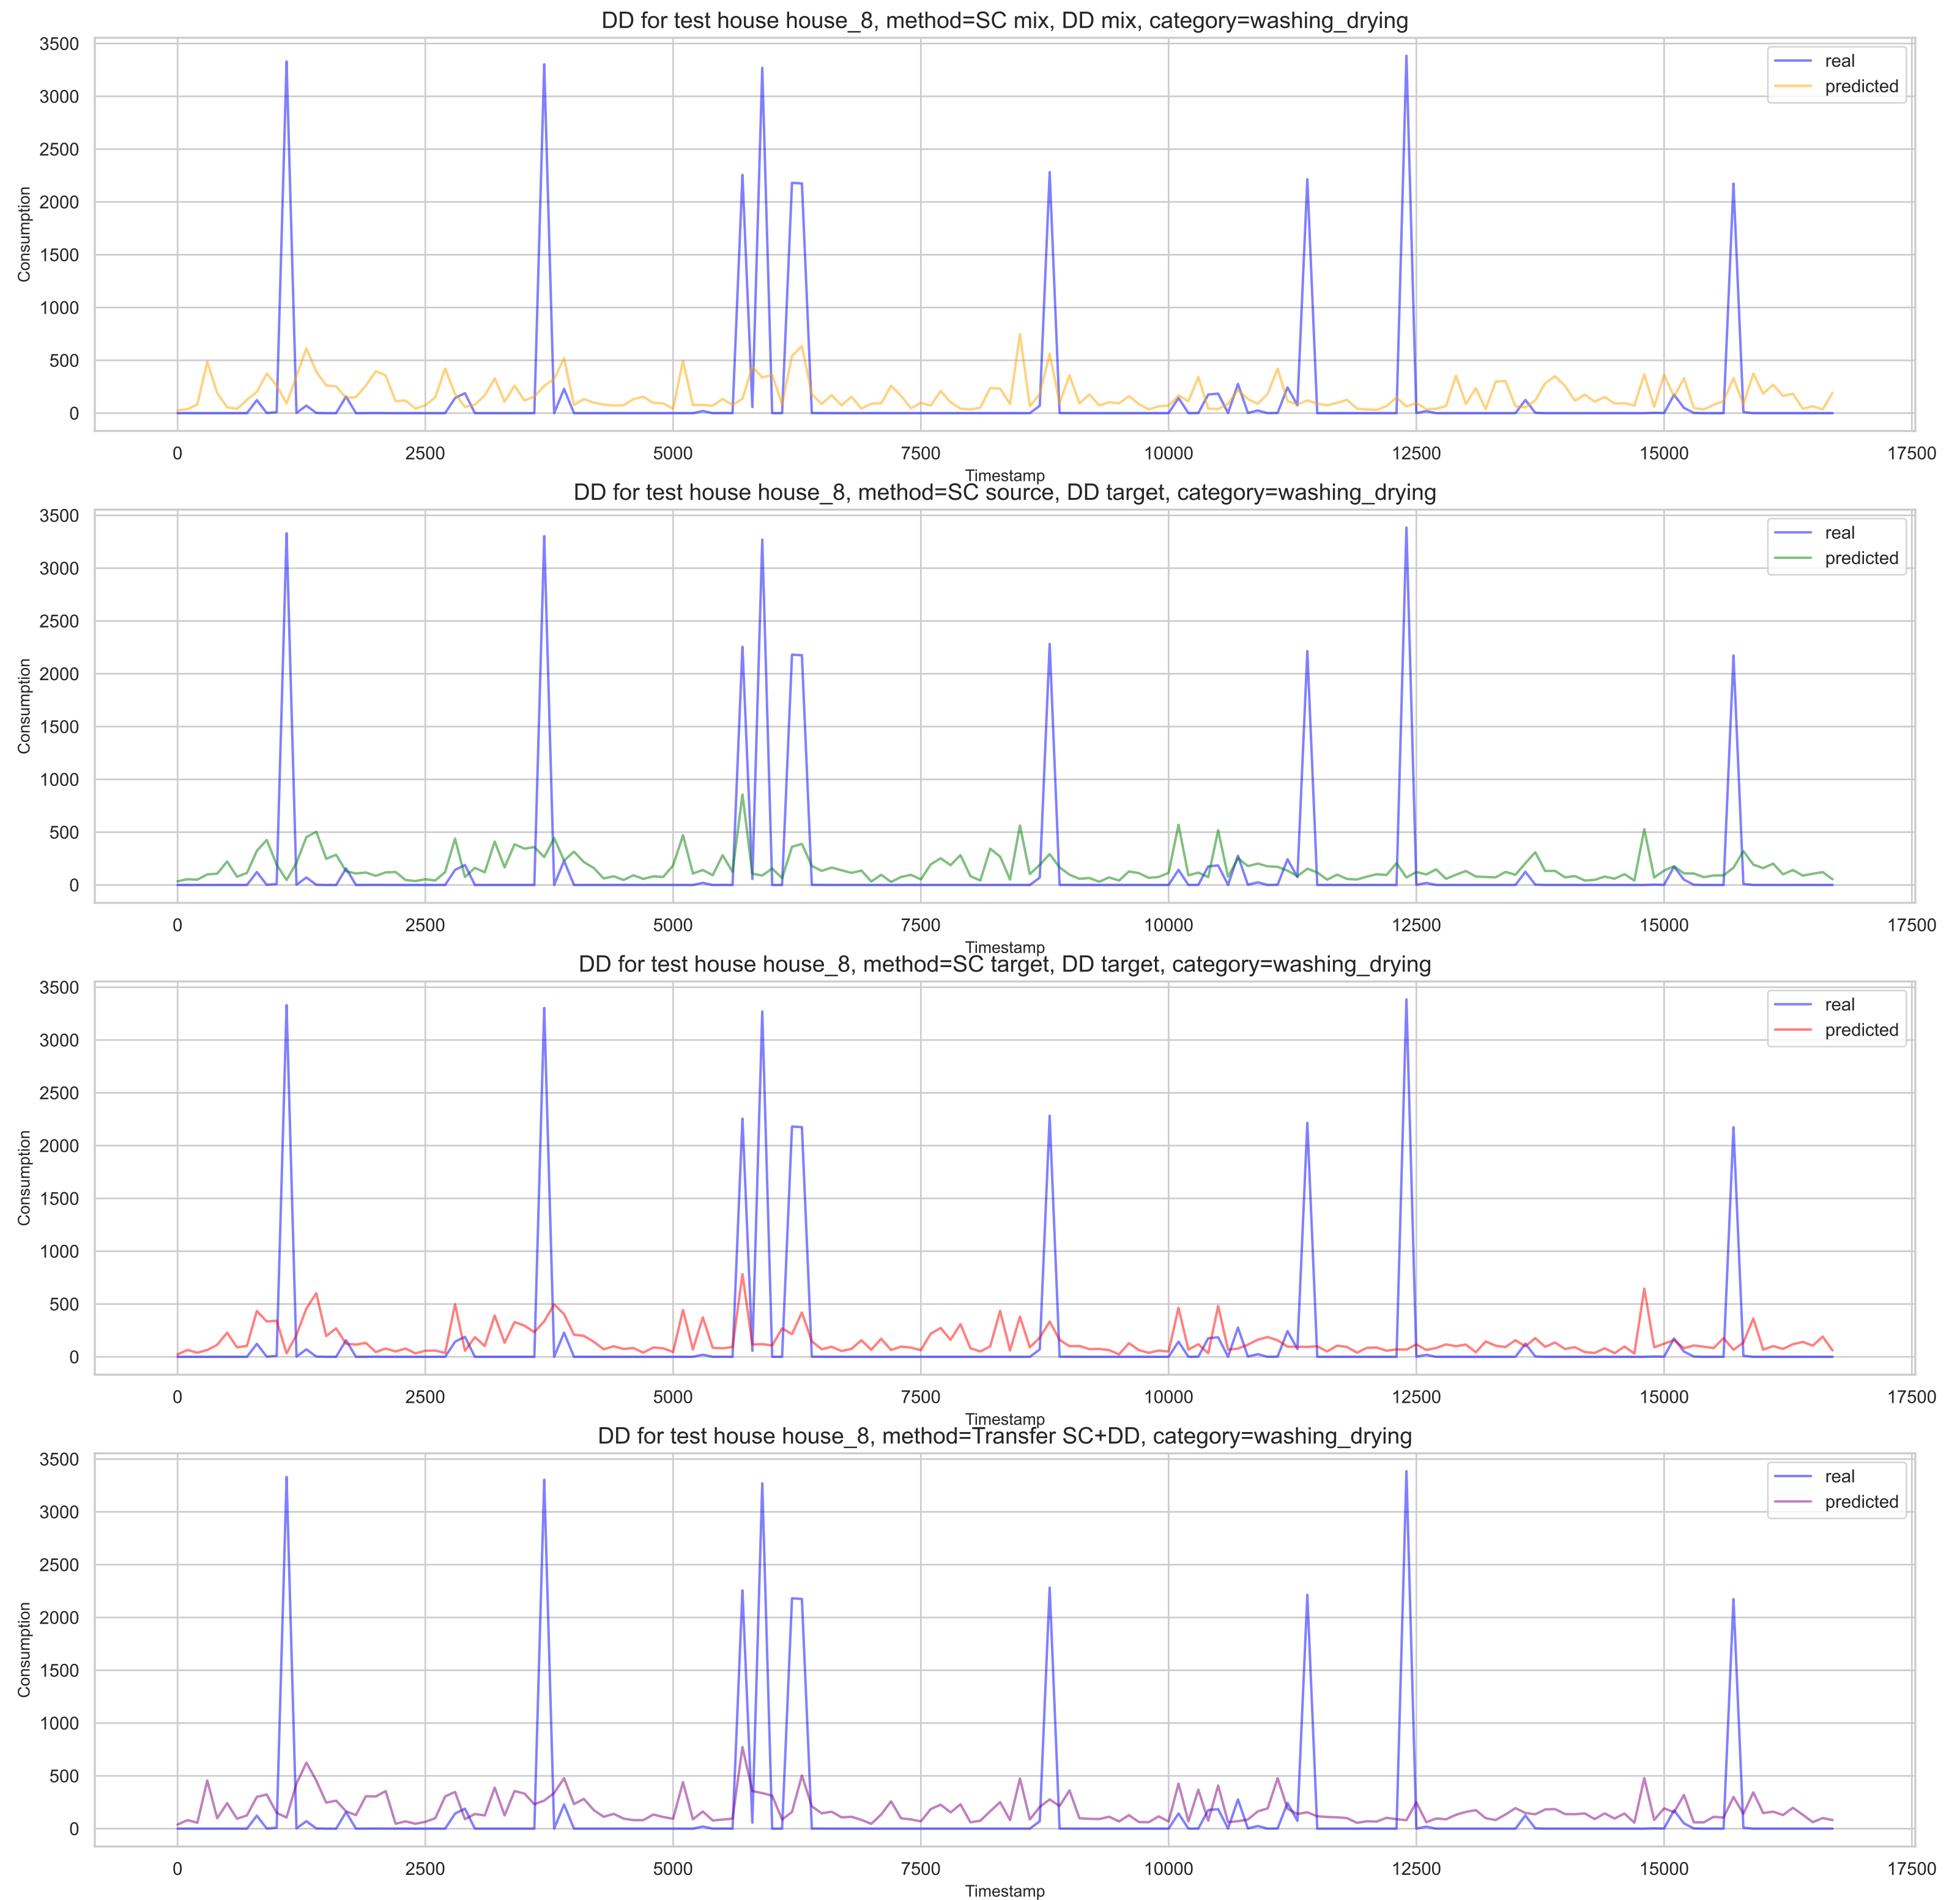 DD for test house house_8, method=SC mix, DD mix, category=washing_drying
3500
3000
2500
2000
1500
1000
500
0
Consumption
real
predicted
0 2500 5000 7500 10000 12500 15000 17500
Timestamp
DD for test house house_8, method=SC source, DD target, category=washing_drying
3500
3000
2500
2000
1500
1000
500
0
Consumption
real
predicted
0 2500 5000 7500 10000 12500 15000 17500
Timestamp
DD for test house house_8, method=SC target, DD target, category=washing_drying
3500
3000
2500
2000
1500
1000
500
0
Consumption
real
predicted
0 2500 5000 7500 10000 12500 15000 17500
Timestamp
DD for test house house_8, method=Transfer SC+DD, category=washing_drying
3500
3000
2500
2000
1500
1000
500
0
Consumption
real
predicted
0 2500 5000 7500 10000 12500 15000 17500
Timestamp